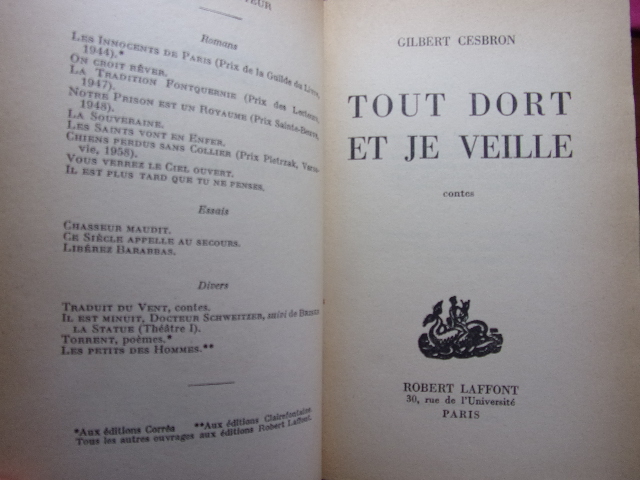 TEUR
Romans
LES INNOCENTS DE PARIS (Prix de la Guilde du Livre,
1944).*
ON CROIT RÊVER.
LA TRADITION FONTQUERNIE (Prix des Lecteurs,
1947).
NOTRE PRISON EST UN ROYAUME (Prix Sainte-Beuve,
1948).
LA SOUVERAINE.
LES SAINTS VONT EN ENFER.
CHIENS PERDUS SANS COLLIER (Prix Pietrzak, Varso-
vie, 1958).
VOUS VERREZ LE CIEL OUVERT.
IL EST PLUS TARD QUE TU NE PENSES.
Essais
CHASSEUR MAUDIT.
CE SIÈCLE APPELLE AU SECOURS.
LIBÉREZ BARABBAS.
Divers
TRADUIT DU VENT, contes.
IL EST MINUIT, DOCTEUR SCHWEITZER, suivi de
LA STATUE (Théâtre I).
TORRENT, poèmes.*
LES PETITS DES HOMMES.**
*Aux éditions Corrêa **Aux éditions Clairefontaine.
Tous les autres ouvrages aux éditions Robert Laffont.
GILBERT CESBRON
TOUT DORT
ET JE VEILLE
contes
ROBERT LAFFONT
30, rue de l'Université
PARIS